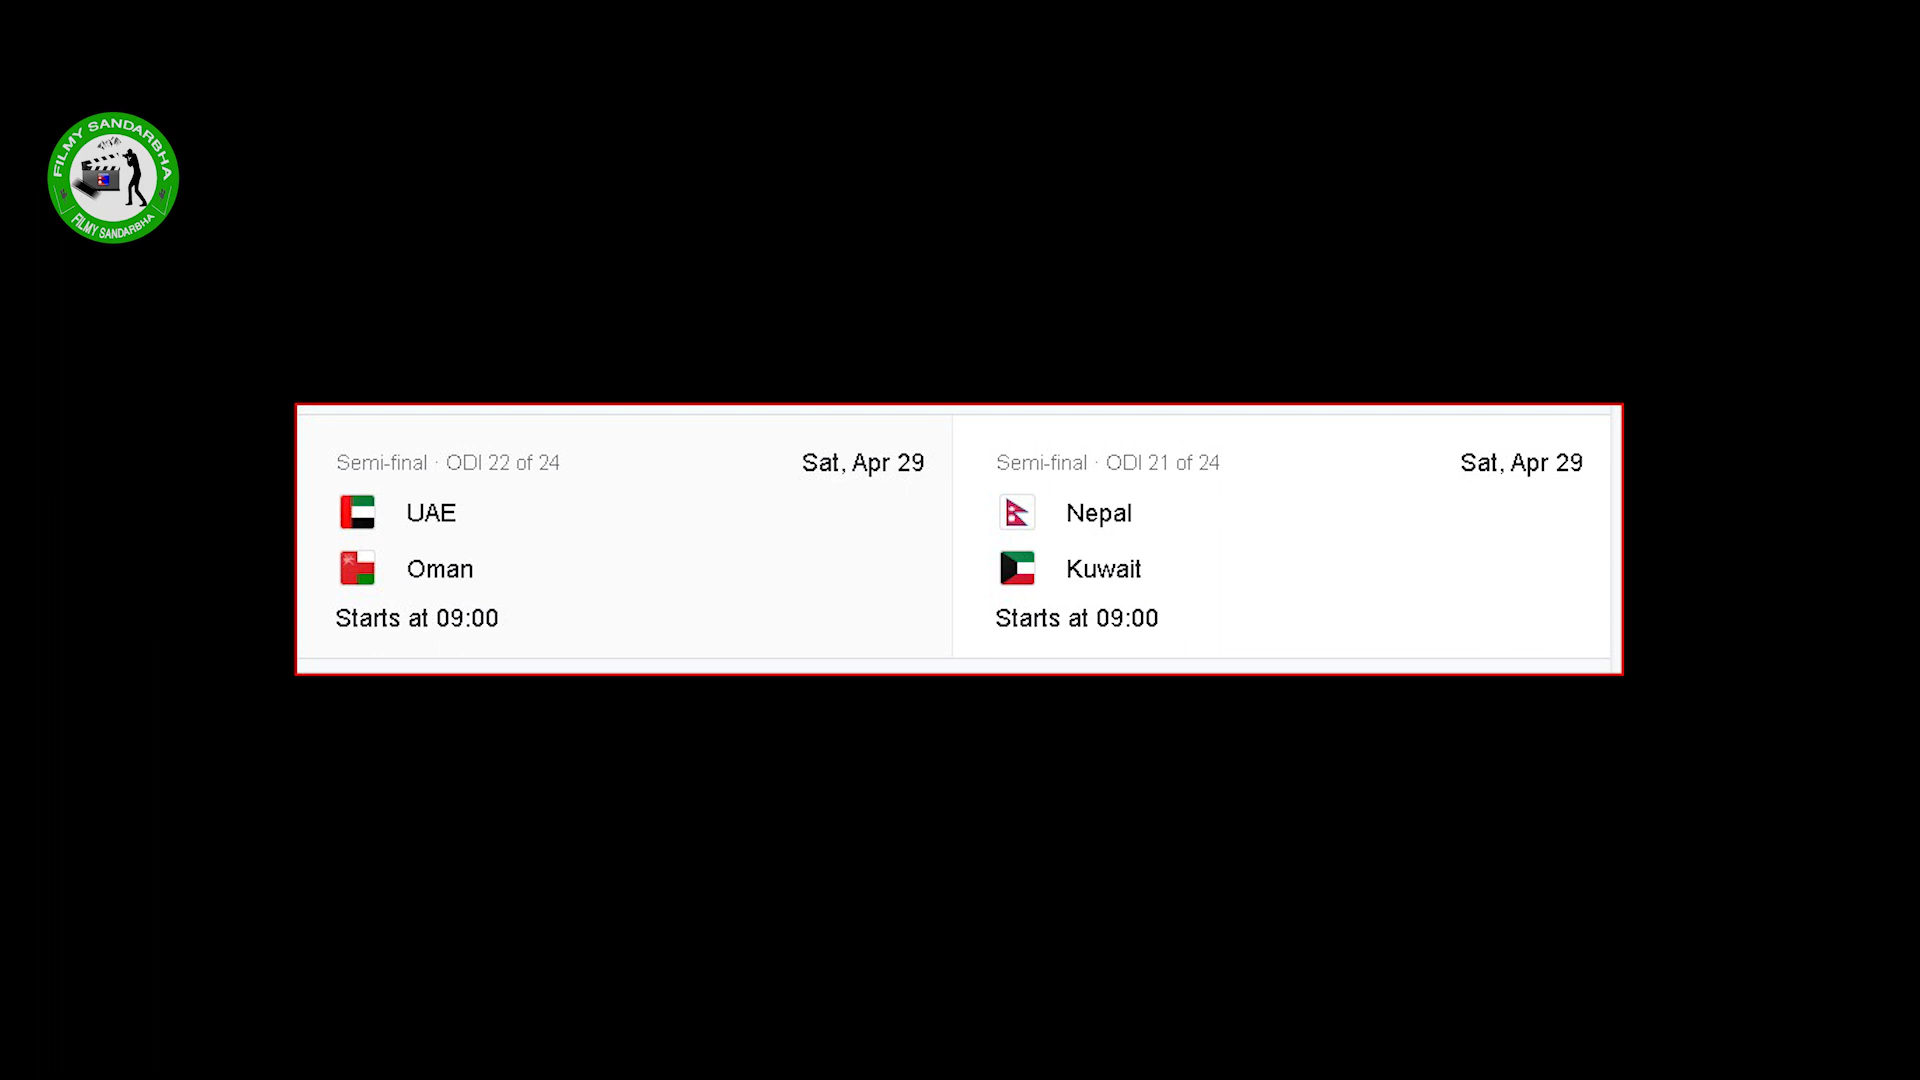 FILMY SANDARBHA
FILMY SANDARBHA
Semi-final · ODI 22 of 24
Sat, Apr 29
UAE
Oman
Starts at 09:00
Semi-final · ODI 21 of 24
Sat, Apr 29
Nepal
Kuwait
Starts at 09:00